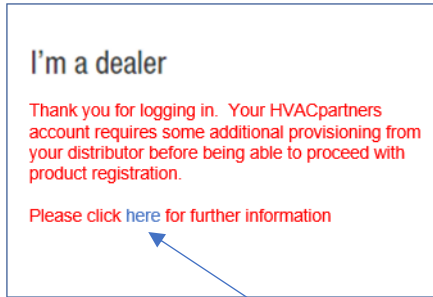 I'm a dealer
Thank you for logging in.  Your HVACpartners
account requires some additional provisioning from
your distributor before being able to proceed with
product registration.
Please click here for further information